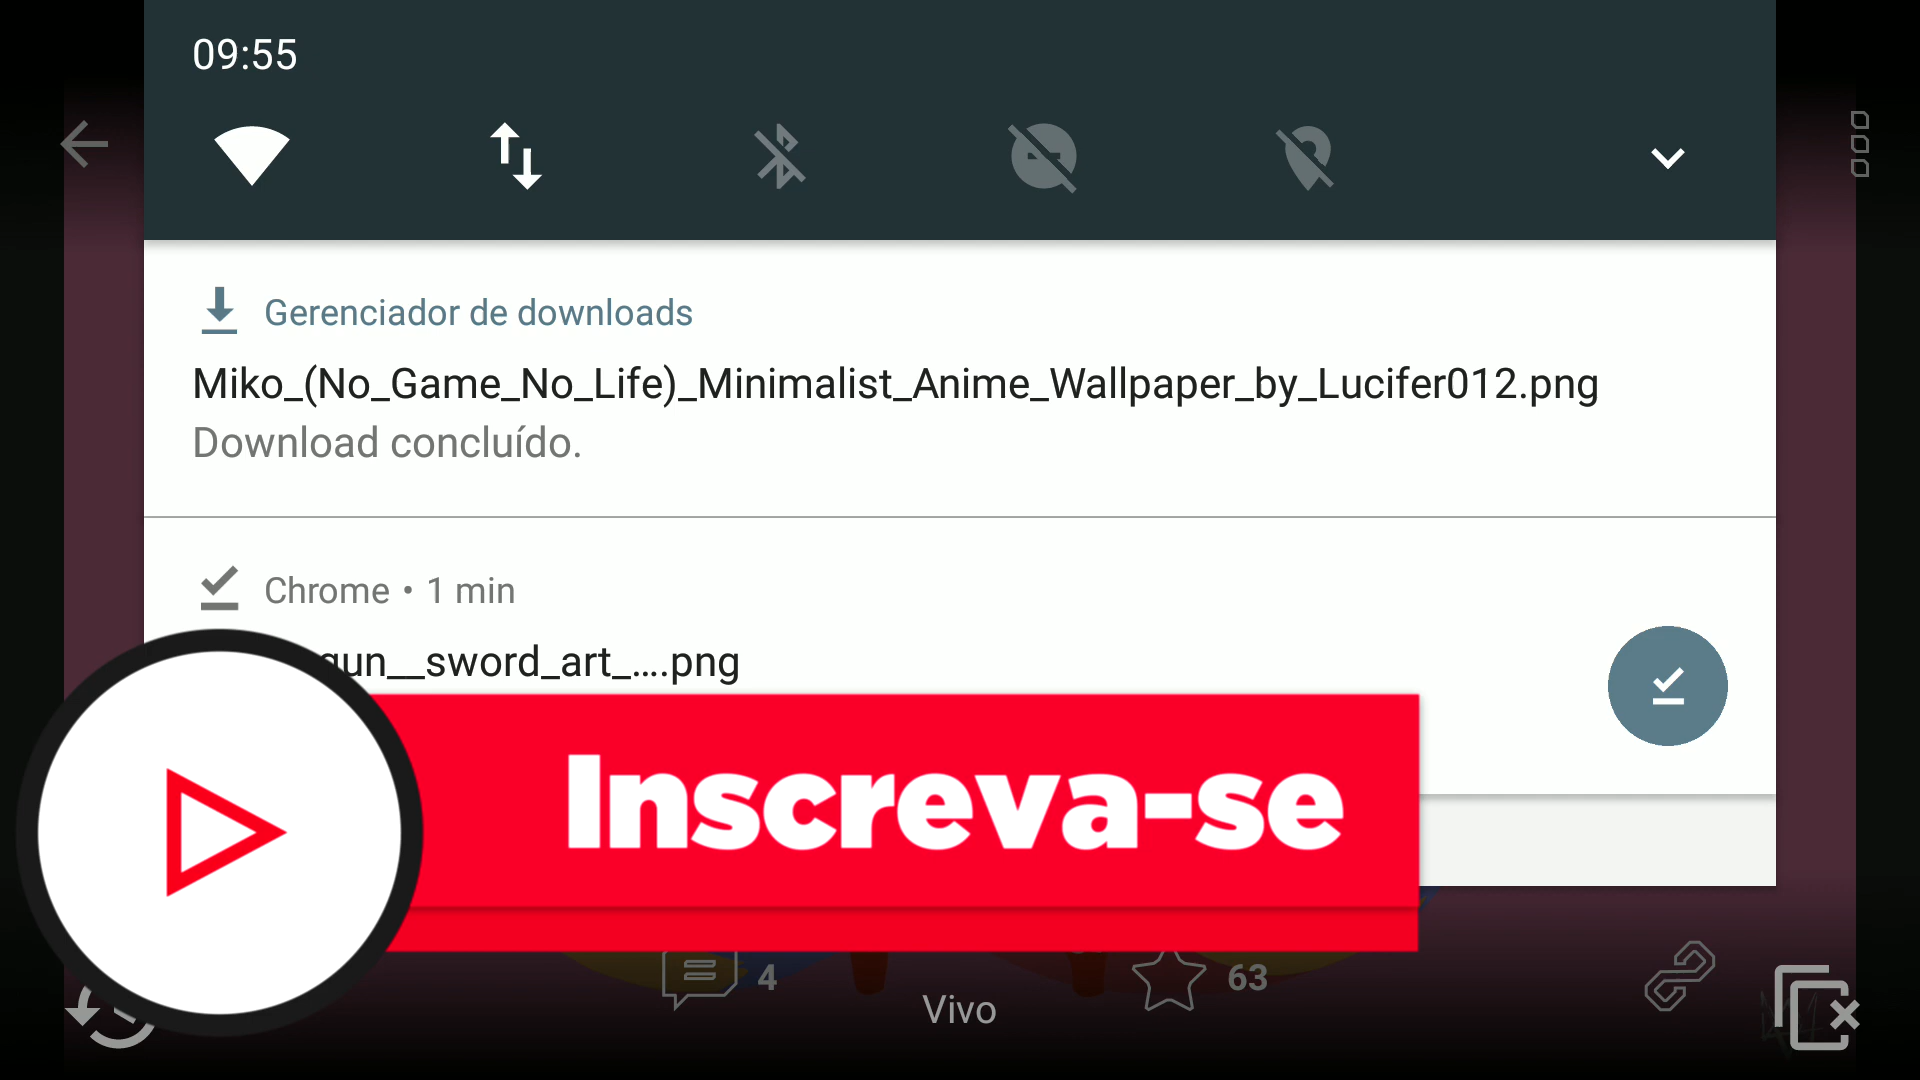 09:55
Gerenciador de downloads
Miko_(No_Game_No_Life)_Minimalist_Anime_Wallpaper_by_Lucifer012.png
Download concluído.
Chrome • 1 min
gun__sword_art_….png
Inscreva-se
4
63
Vivo